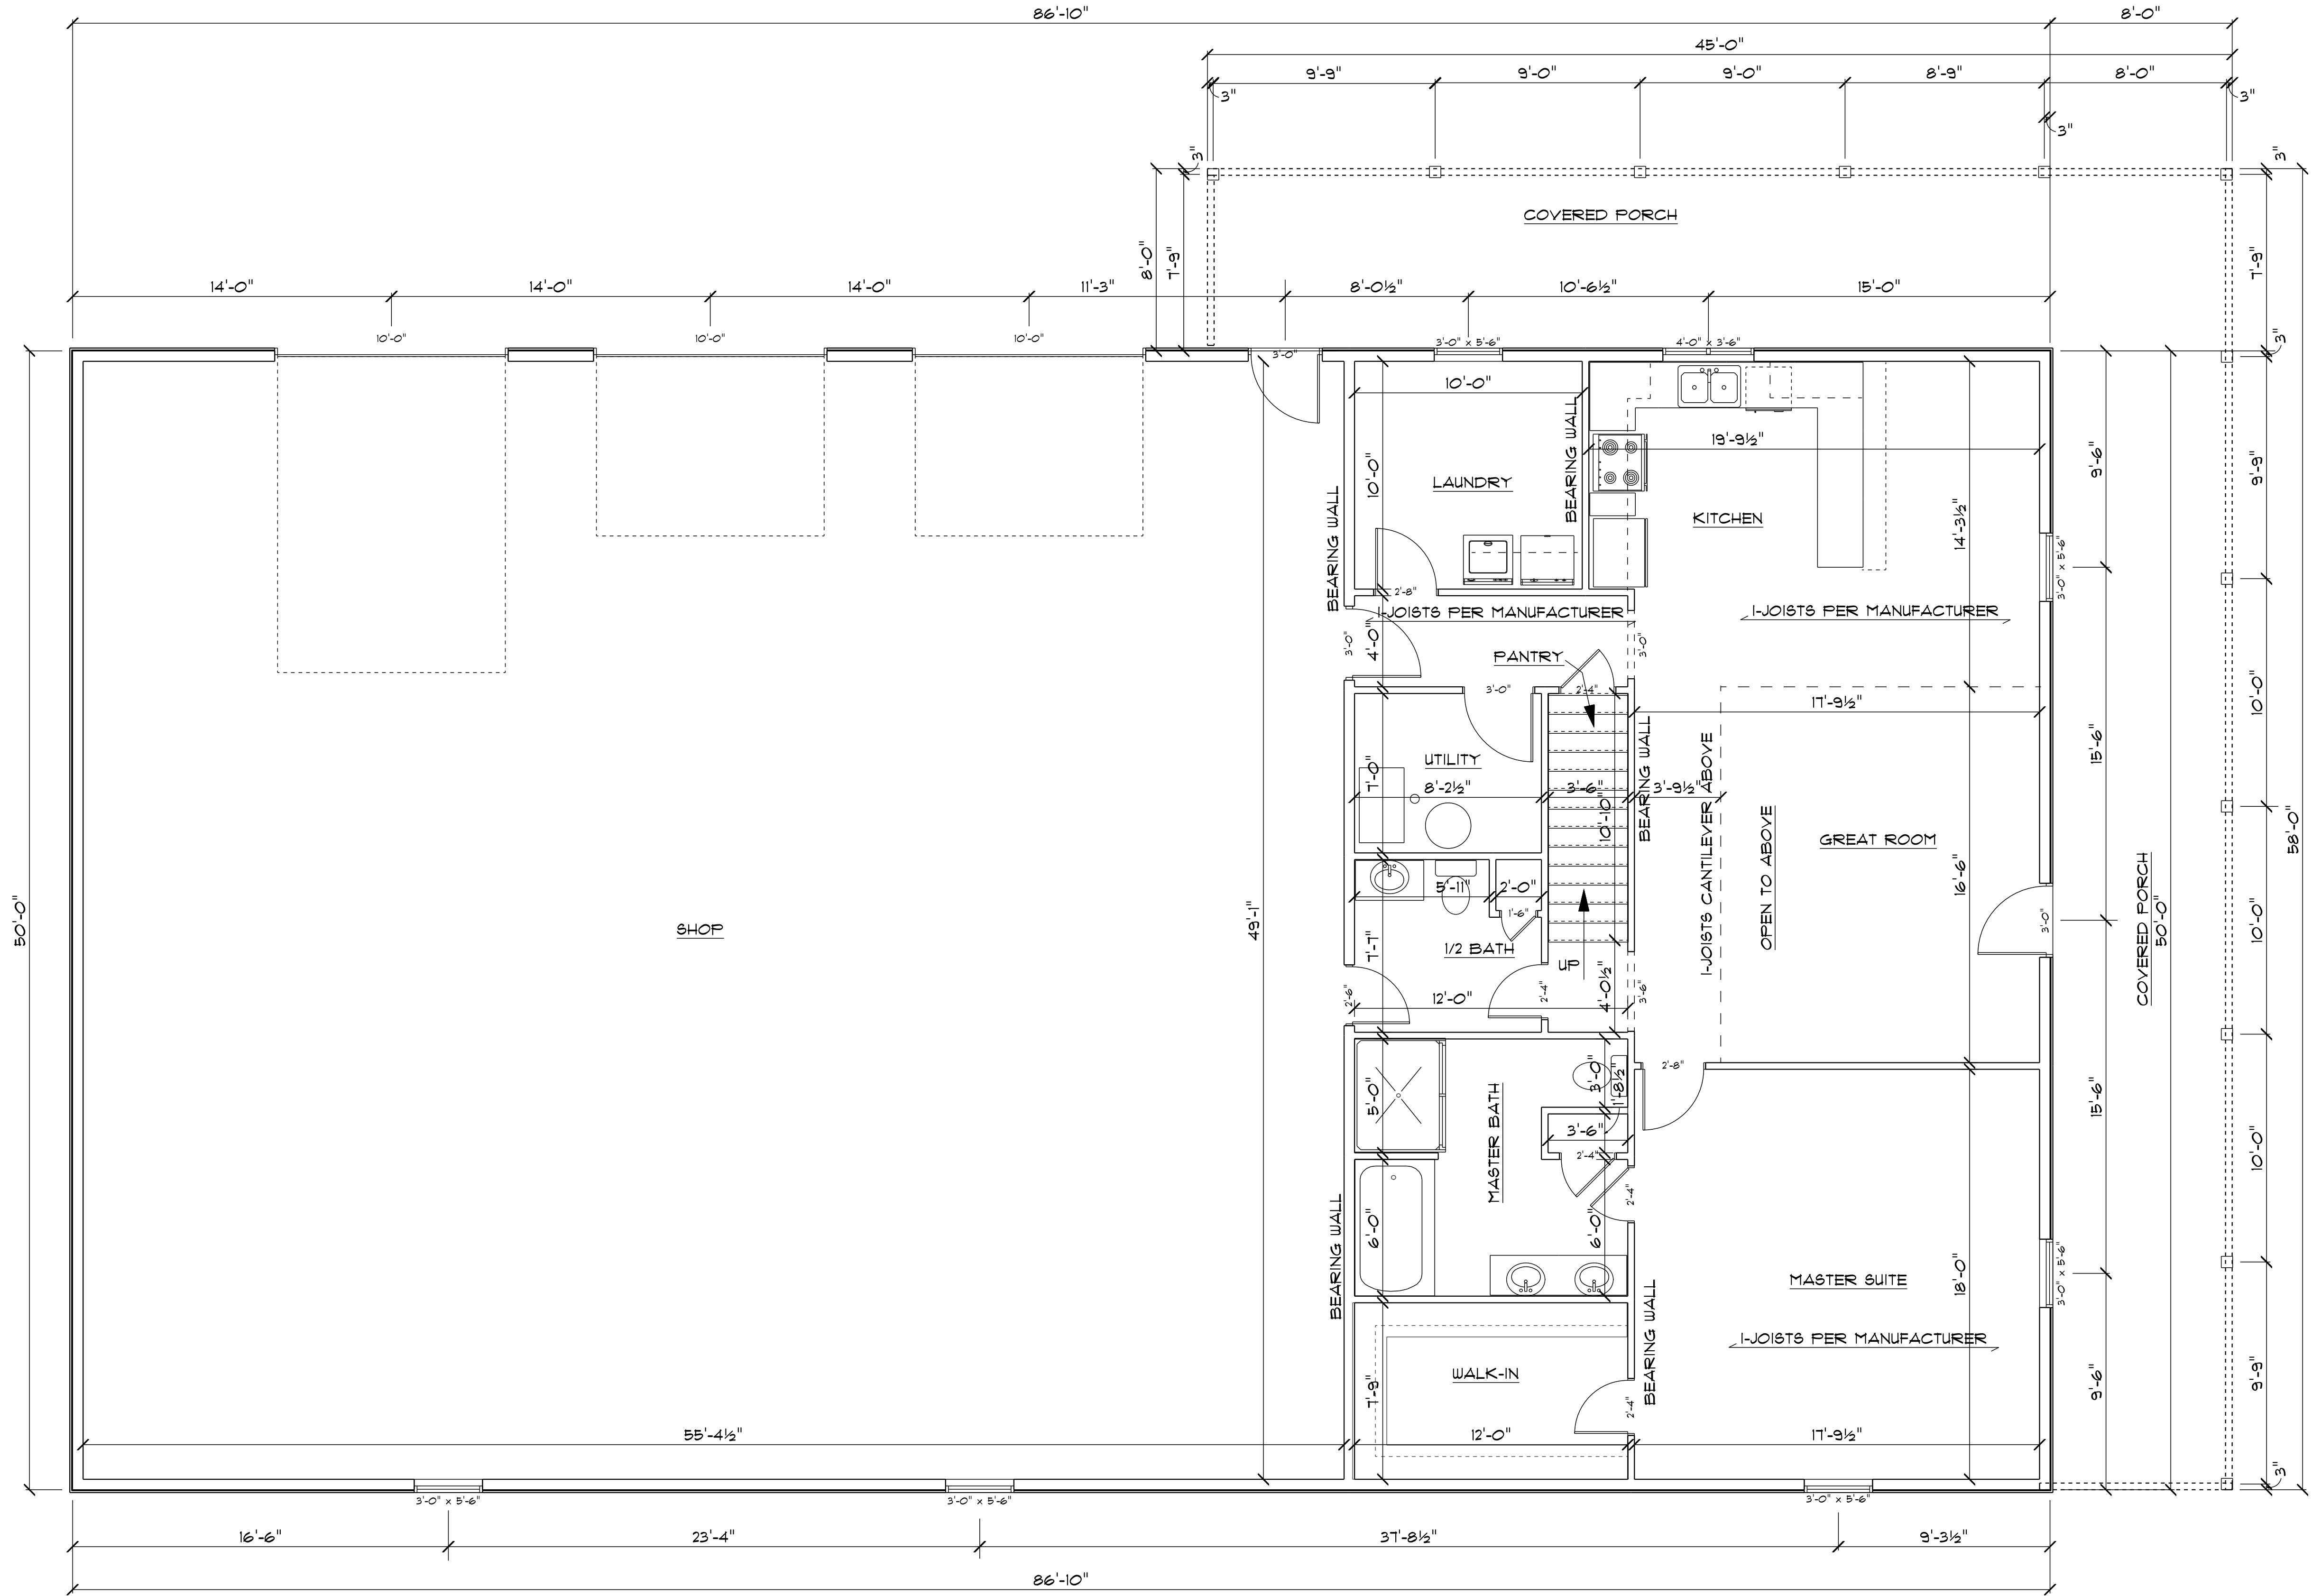 86'-10"
8'-0"
45'-0"
9'-9"
9'-0"
9'-0"
8'-9"
8'-0"
3"
3"
3"
3"
3"
COVERED PORCH
8'-0"
7'-9"
7'-9"
14'-0"
14'-0"
14'-0"
11'-3"
8'-0½"
10'-6½"
15'-0"
10'-0"
10'-0"
10'-0"
3'-0"
3'-0" x 5'-6"
4'-0" x 3'-6"
3"
10'-0"
BEARING WALL
19'-9½"
9'-6"
9'-9"
10'-0"
LAUNDRY
BEARING WALL
KITCHEN
14'-3½"
3'-0" x 5'-6"
2'-8"
I-JOISTS PER MANUFACTURER
I-JOISTS PER MANUFACTURER
3'-0"
4'-0"
3'-0"
PANTRY
3'-0"
2'-4"
17'-9½"
10'-0"
15'-6"
UTILITY
7'-0"
8'-2½"
3'-6"
3'-9½"
10'-10"
BEARING WALL
I-JOISTS CANTILEVER ABOVE
OPEN TO ABOVE
GREAT ROOM
16'-6"
58'-0"
50'-0"
SHOP
49'-1"
5'-11"
2'-0"
1'-6"
7'-7"
1/2 BATH
UP
3'-0"
COVERED PORCH
50'-0"
10'-0"
2'-6"
12'-0"
2'-4"
4'-0½"
3'-6"
2'-8"
5'-0"
3'-0"
1'-8½"
MASTER BATH
3'-6"
2'-4"
2'-4"
15'-6"
10'-0"
BEARING WALL
6'-0"
6'-0"
MASTER SUITE
18'-0"
3'-0" x 5'-6"
I-JOISTS PER MANUFACTURER
BEARING WALL
WALK-IN
7'-9"
2'-4"
9'-6"
9'-9"
55'-4½"
12'-0"
17'-9½"
3"
3'-0" x 5'-6"
3'-0" x 5'-6"
3'-0" x 5'-6"
16'-6"
23'-4"
37'-8½"
9'-3½"
86'-10"